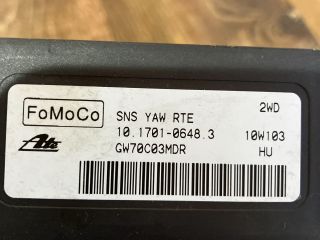 FoMoCo SNS YAW RTE 2WD
10.1701-0648.3 10W103
Ate GW70C03MDR HU